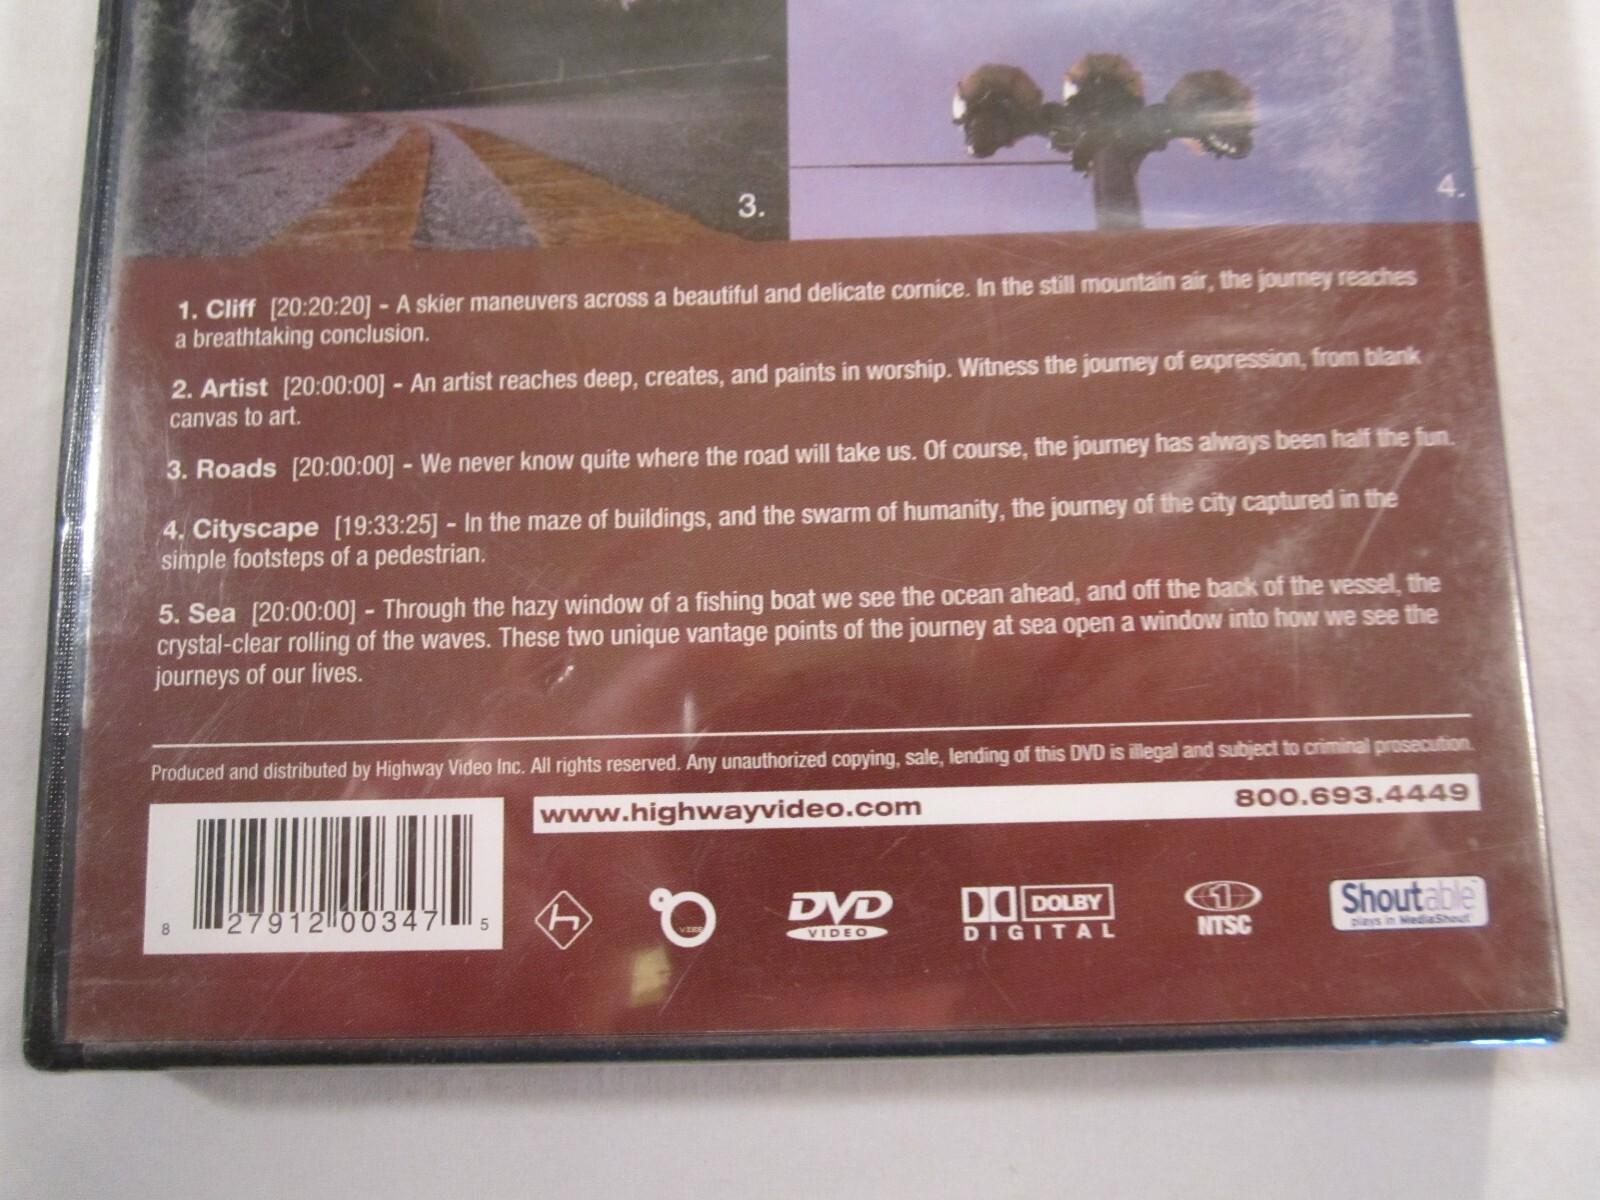 3.
4.
1. Cliff [20:20:20] - A skier maneuvers across a beautiful and delicate cornice. In the still mountain air, the journey reaches
a breathtaking conclusion.
2. Artist [20:00:00] - An artist reaches deep, creates, and paints in worship. Witness the journey of expression, from blank
canvas to art.
3. Roads [20:00:00] - We never know quite where the road will take us. Of course, the journey has always been half the fun.
4. Cityscape [19:33:25] - In the maze of buildings, and the swarm of humanity, the journey of the city captured in the
simple footsteps of a pedestrian.
5. Sea [20:00:00] - Through the hazy window of a fishing boat we see the ocean ahead, and off the back of the vessel, the
crystal-clear rolling of the waves. These two unique vantage points of the journey at sea open a window into how we see the
journeys of our lives.
Produced and distributed by Highway Video Inc. All rights reserved. Any unauthorized copying, sale, lending of this DVD is illegal and subject to criminal prosecution.
www.highwayvideo.com 800.693.4449
8 27912 00347 5
DVD
VIDEO
DOLBY
DIGITAL
1
NTSC
Shoutable™
plays in MediaShout™